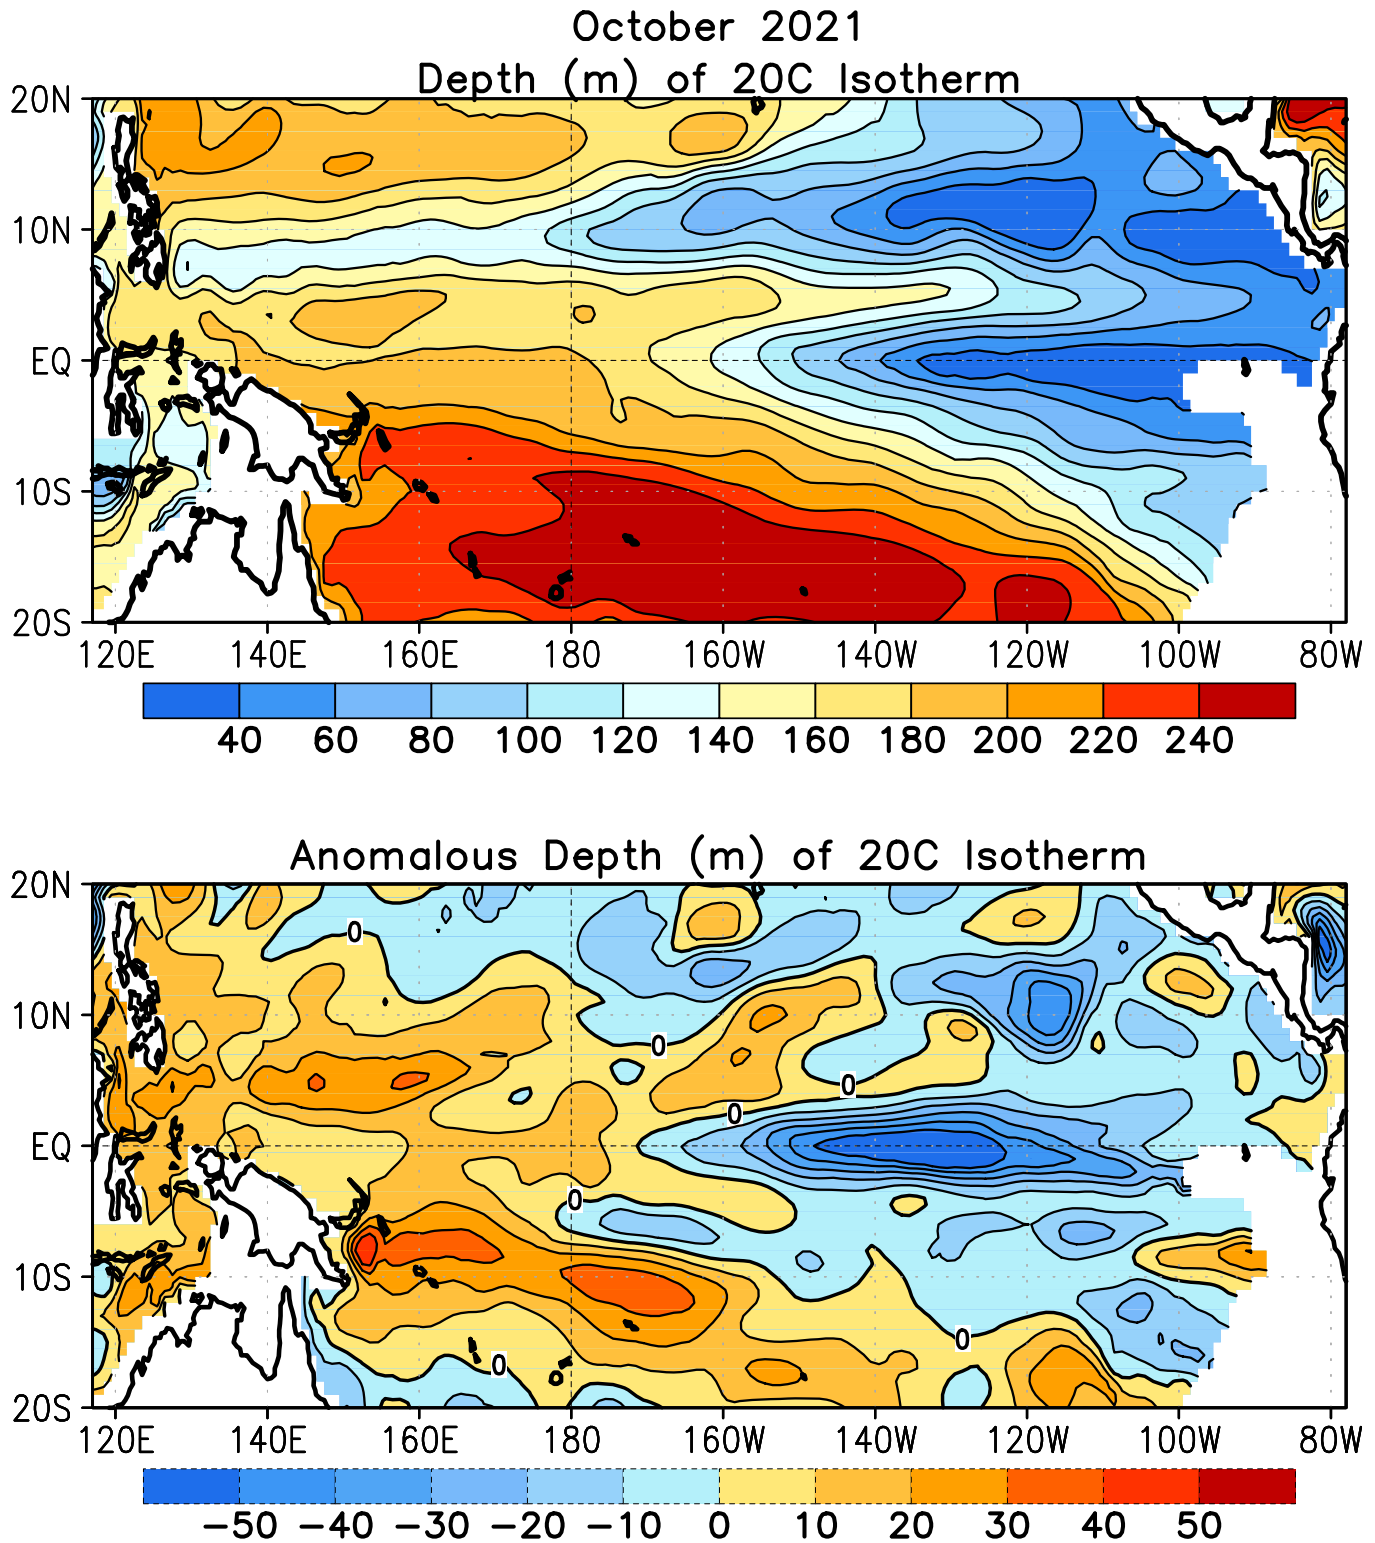 October 2021
Depth (m) of 20C Isotherm
20N
10N
EQ
10S
20S
120E 140E 160E 180 160W 140W 120W 100W 80W
40 60 80 100 120 140 160 180 200 220 240
Anomalous Depth (m) of 20C Isotherm
20N
0
10N
0
0
0
EQ
0
10S
0
0
20S
120E 140E 160E 180 160W 140W 120W 100W 80W
-50 -40 -30 -20 -10 0 10 20 30 40 50